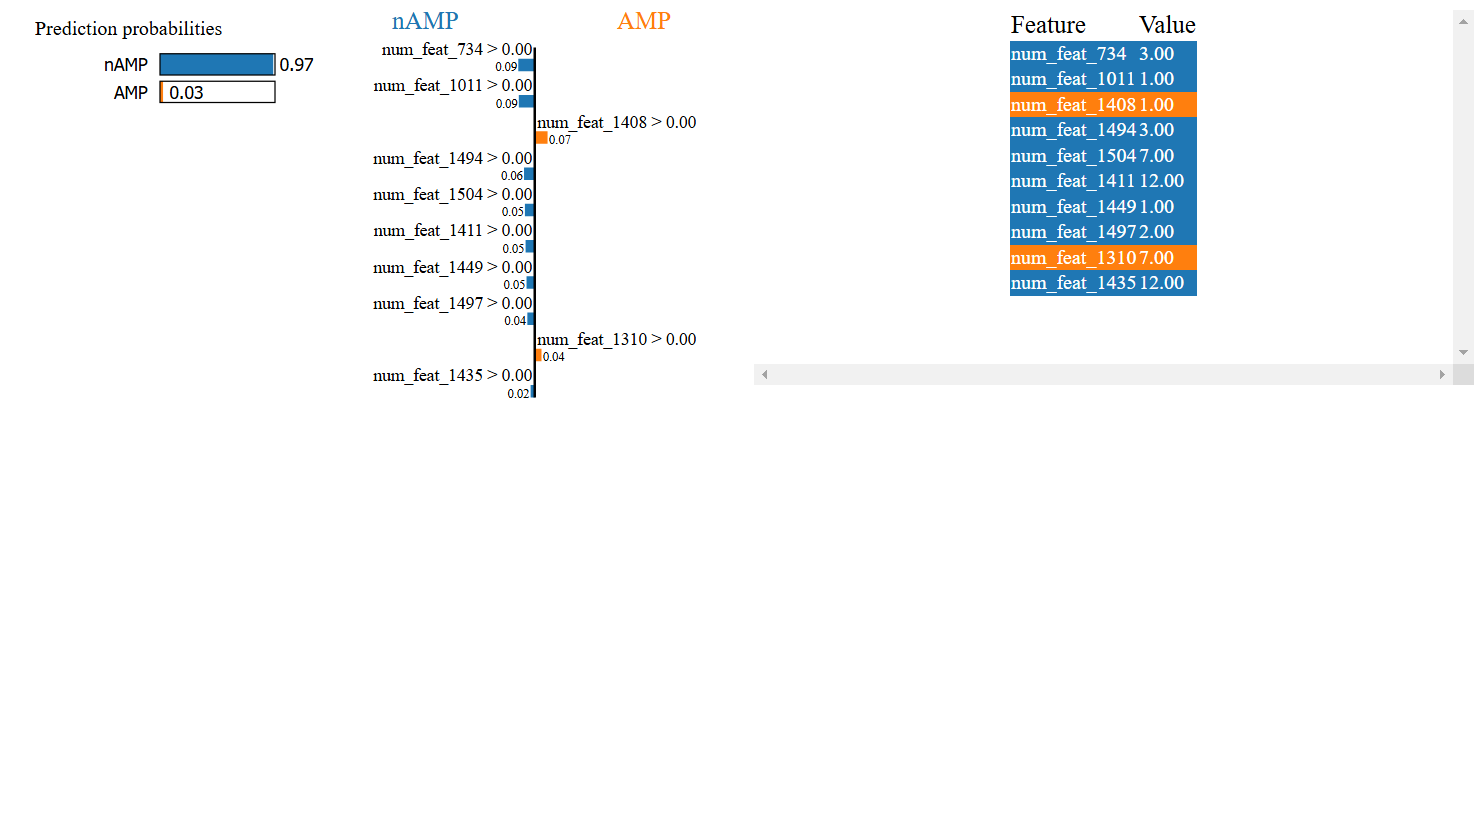 Prediction probabilities
nAMP 0.97
AMP 0.03
nAMP AMP
num_feat_734 > 0.00
0.09
num_feat_1011 > 0.00
0.09
num_feat_1408 > 0.00
0.07
num_feat_1494 > 0.00
0.06
num_feat_1504 > 0.00
0.05
num_feat_1411 > 0.00
0.05
num_feat_1449 > 0.00
0.05
num_feat_1497 > 0.00
0.04
num_feat_1310 > 0.00
0.04
num_feat_1435 > 0.00
0.02
Feature Value
num_feat_734 3.00
num_feat_1011 1.00
num_feat_1408 1.00
num_feat_1494 3.00
num_feat_1504 7.00
num_feat_1411 12.00
num_feat_1449 1.00
num_feat_1497 2.00
num_feat_1310 7.00
num_feat_1435 12.00